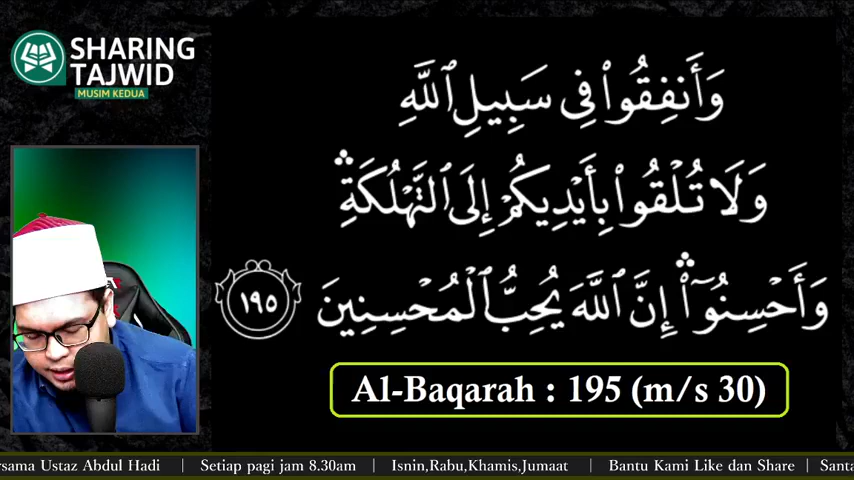 SHARING
TAJWID
MUSIM KEDUA
وَأَنفِقُوا۟ فِى سَبِيلِ ٱللَّهِ
وَلَا تُلْقُوا۟ بِأَيْدِيكُمْ إِلَى ٱلتَّهْلُكَةِ ۛ
وَأَحْسِنُوٓا۟ ۛ إِنَّ ٱللَّهَ يُحِبُّ ٱلْمُحْسِنِينَ ١٩٥
Al-Baqarah : 195 (m/s 30)
rsama Ustaz Abdul Hadi | Setiap pagi jam 8.30am | Isnin,Rabu,Khamis,Jumaat | Bantu Kami Like dan Share | Santa